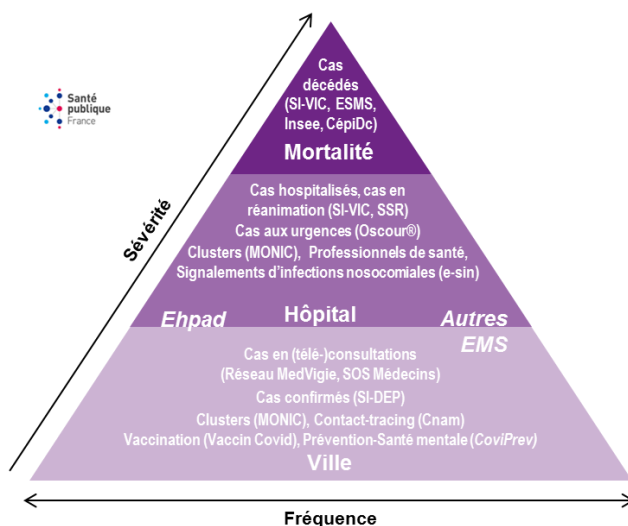 Santé
publique
France
Cas
décédés
(SI-VIC, ESMS,
Insee, CépiDc)
Mortalité
Sévérité
Cas hospitalisés, cas en
réanimation (SI-VIC, SSR)
Cas aux urgences (Oscour®)
Clusters (MONIC), Professionnels de santé,
Signalements d'infections nosocomiales (e-sin)
Ehpad Hôpital Autres
EMS
Cas en (télé-)consultations
(Réseau MedVigie, SOS Médecins)
Cas confirmés (SI-DEP)
Clusters (MONIC), Contact-tracing (Cnam)
Vaccination (Vaccin Covid), Prévention-Santé mentale (CoviPrev)
Ville
Fréquence